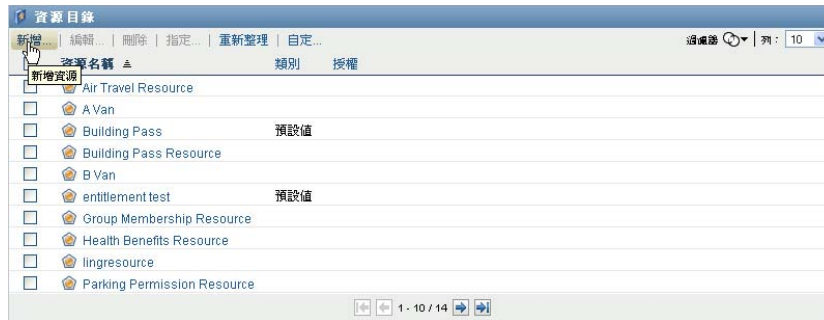 資源目錄
新增... | 編輯... | 刪除 | 指定... | 重新整理 | 自定...
過濾器 列： 10
資源名稱 類別 授權
新增資源
Air Travel Resource
A Van
Building Pass 預設值
Building Pass Resource
B Van
entitlement test 預設值
Group Membership Resource
Health Benefits Resource
lingresource
Parking Permission Resource
1 - 10 / 14